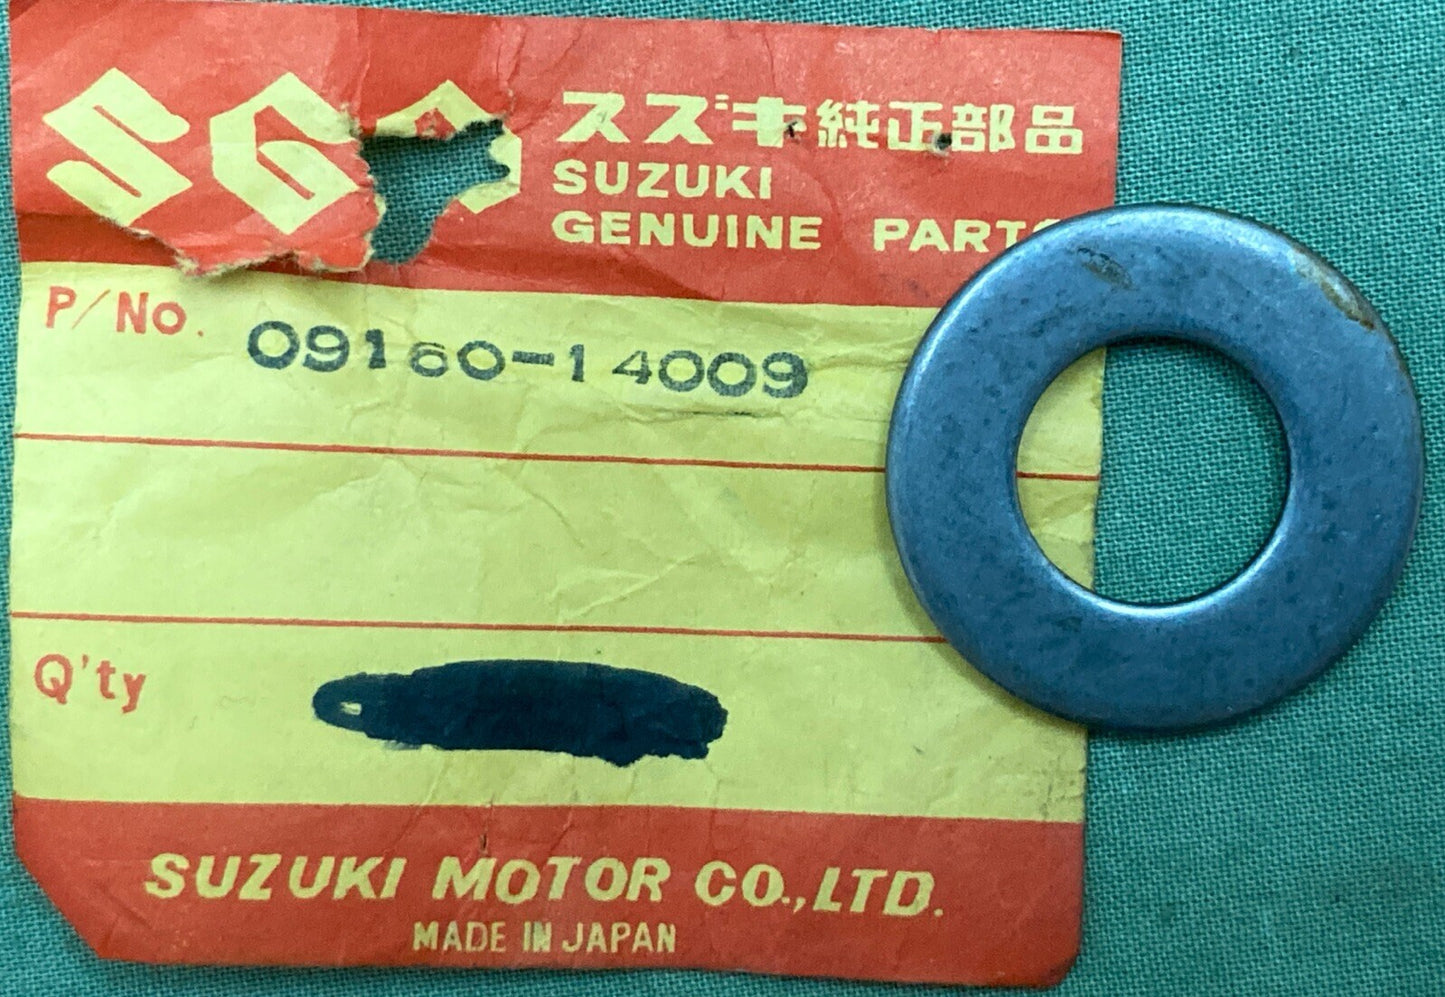 SGP
スズキ純正部品
SUZUKI
GENUINE PARTS
P/No. 09160-14009
Q'ty
SUZUKI MOTOR CO.,LTD.
MADE IN JAPAN